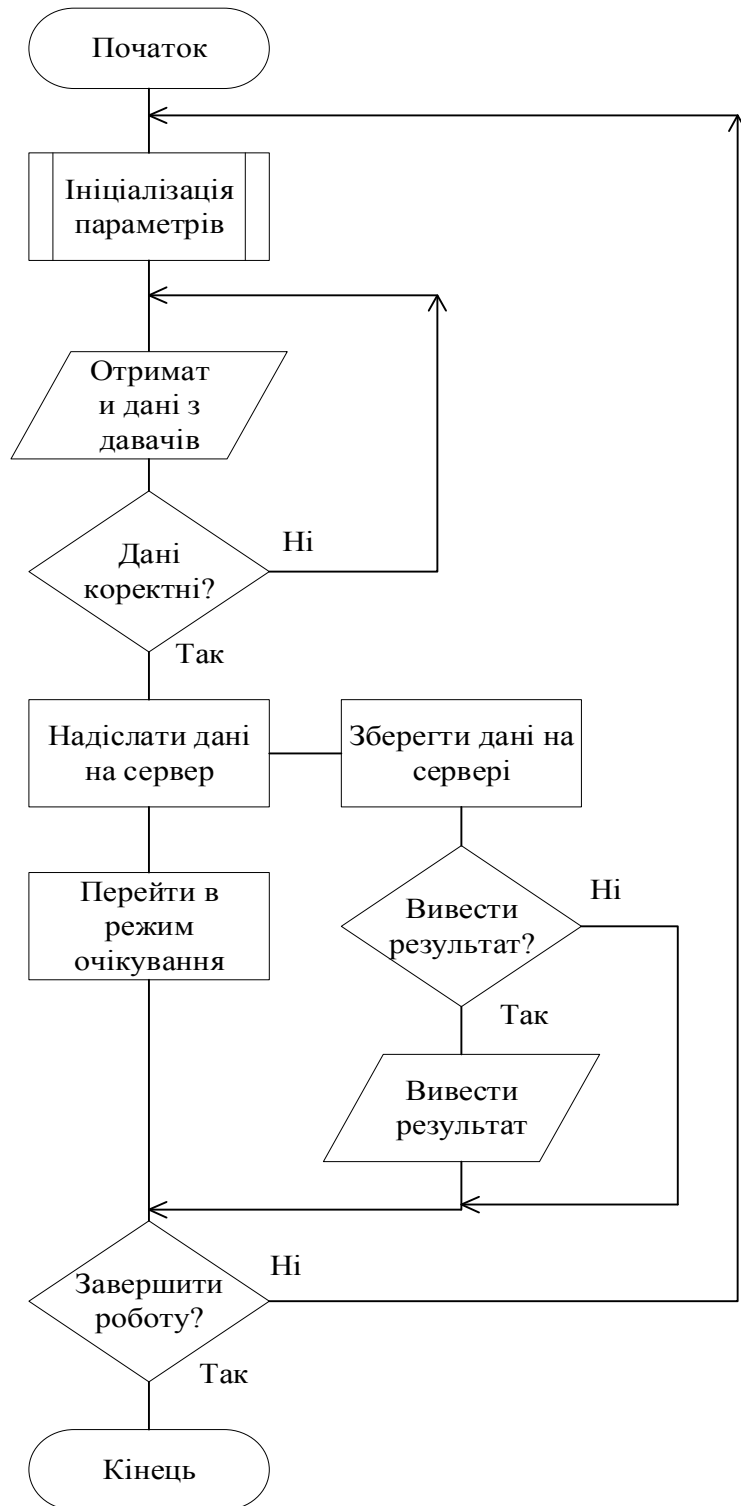 Початок
Ініціалізація
параметрів
Отримат
и дані з
давачів
Дані
коректні?
Ні
Так
Надіслати дані
на сервер
Зберегти дані на
сервері
Перейти в
режим
очікування
Вивести
результат?
Ні
Так
Вивести
результат
Завершити
роботу?
Ні
Так
Кінець